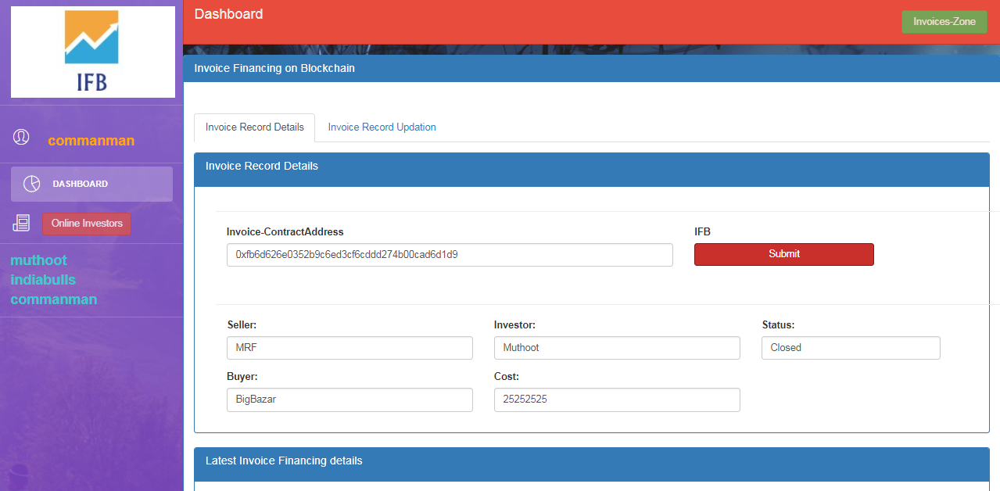 IFB
commanman
DASHBOARD
Online Investors
muthoot
indiabulls
commanman
Dashboard
Invoices-Zone
Invoice Financing on Blockchain
Invoice Record Details
Invoice Record Updation
Invoice Record Details
Invoice-ContractAddress
IFB
0xfb6d626e0352b9c6ed3cf6cddd274b00cad6d1d9
Submit
Seller:
Investor:
Status:
MRF
Muthoot
Closed
Buyer:
Cost:
BigBazar
25252525
Latest Invoice Financing details